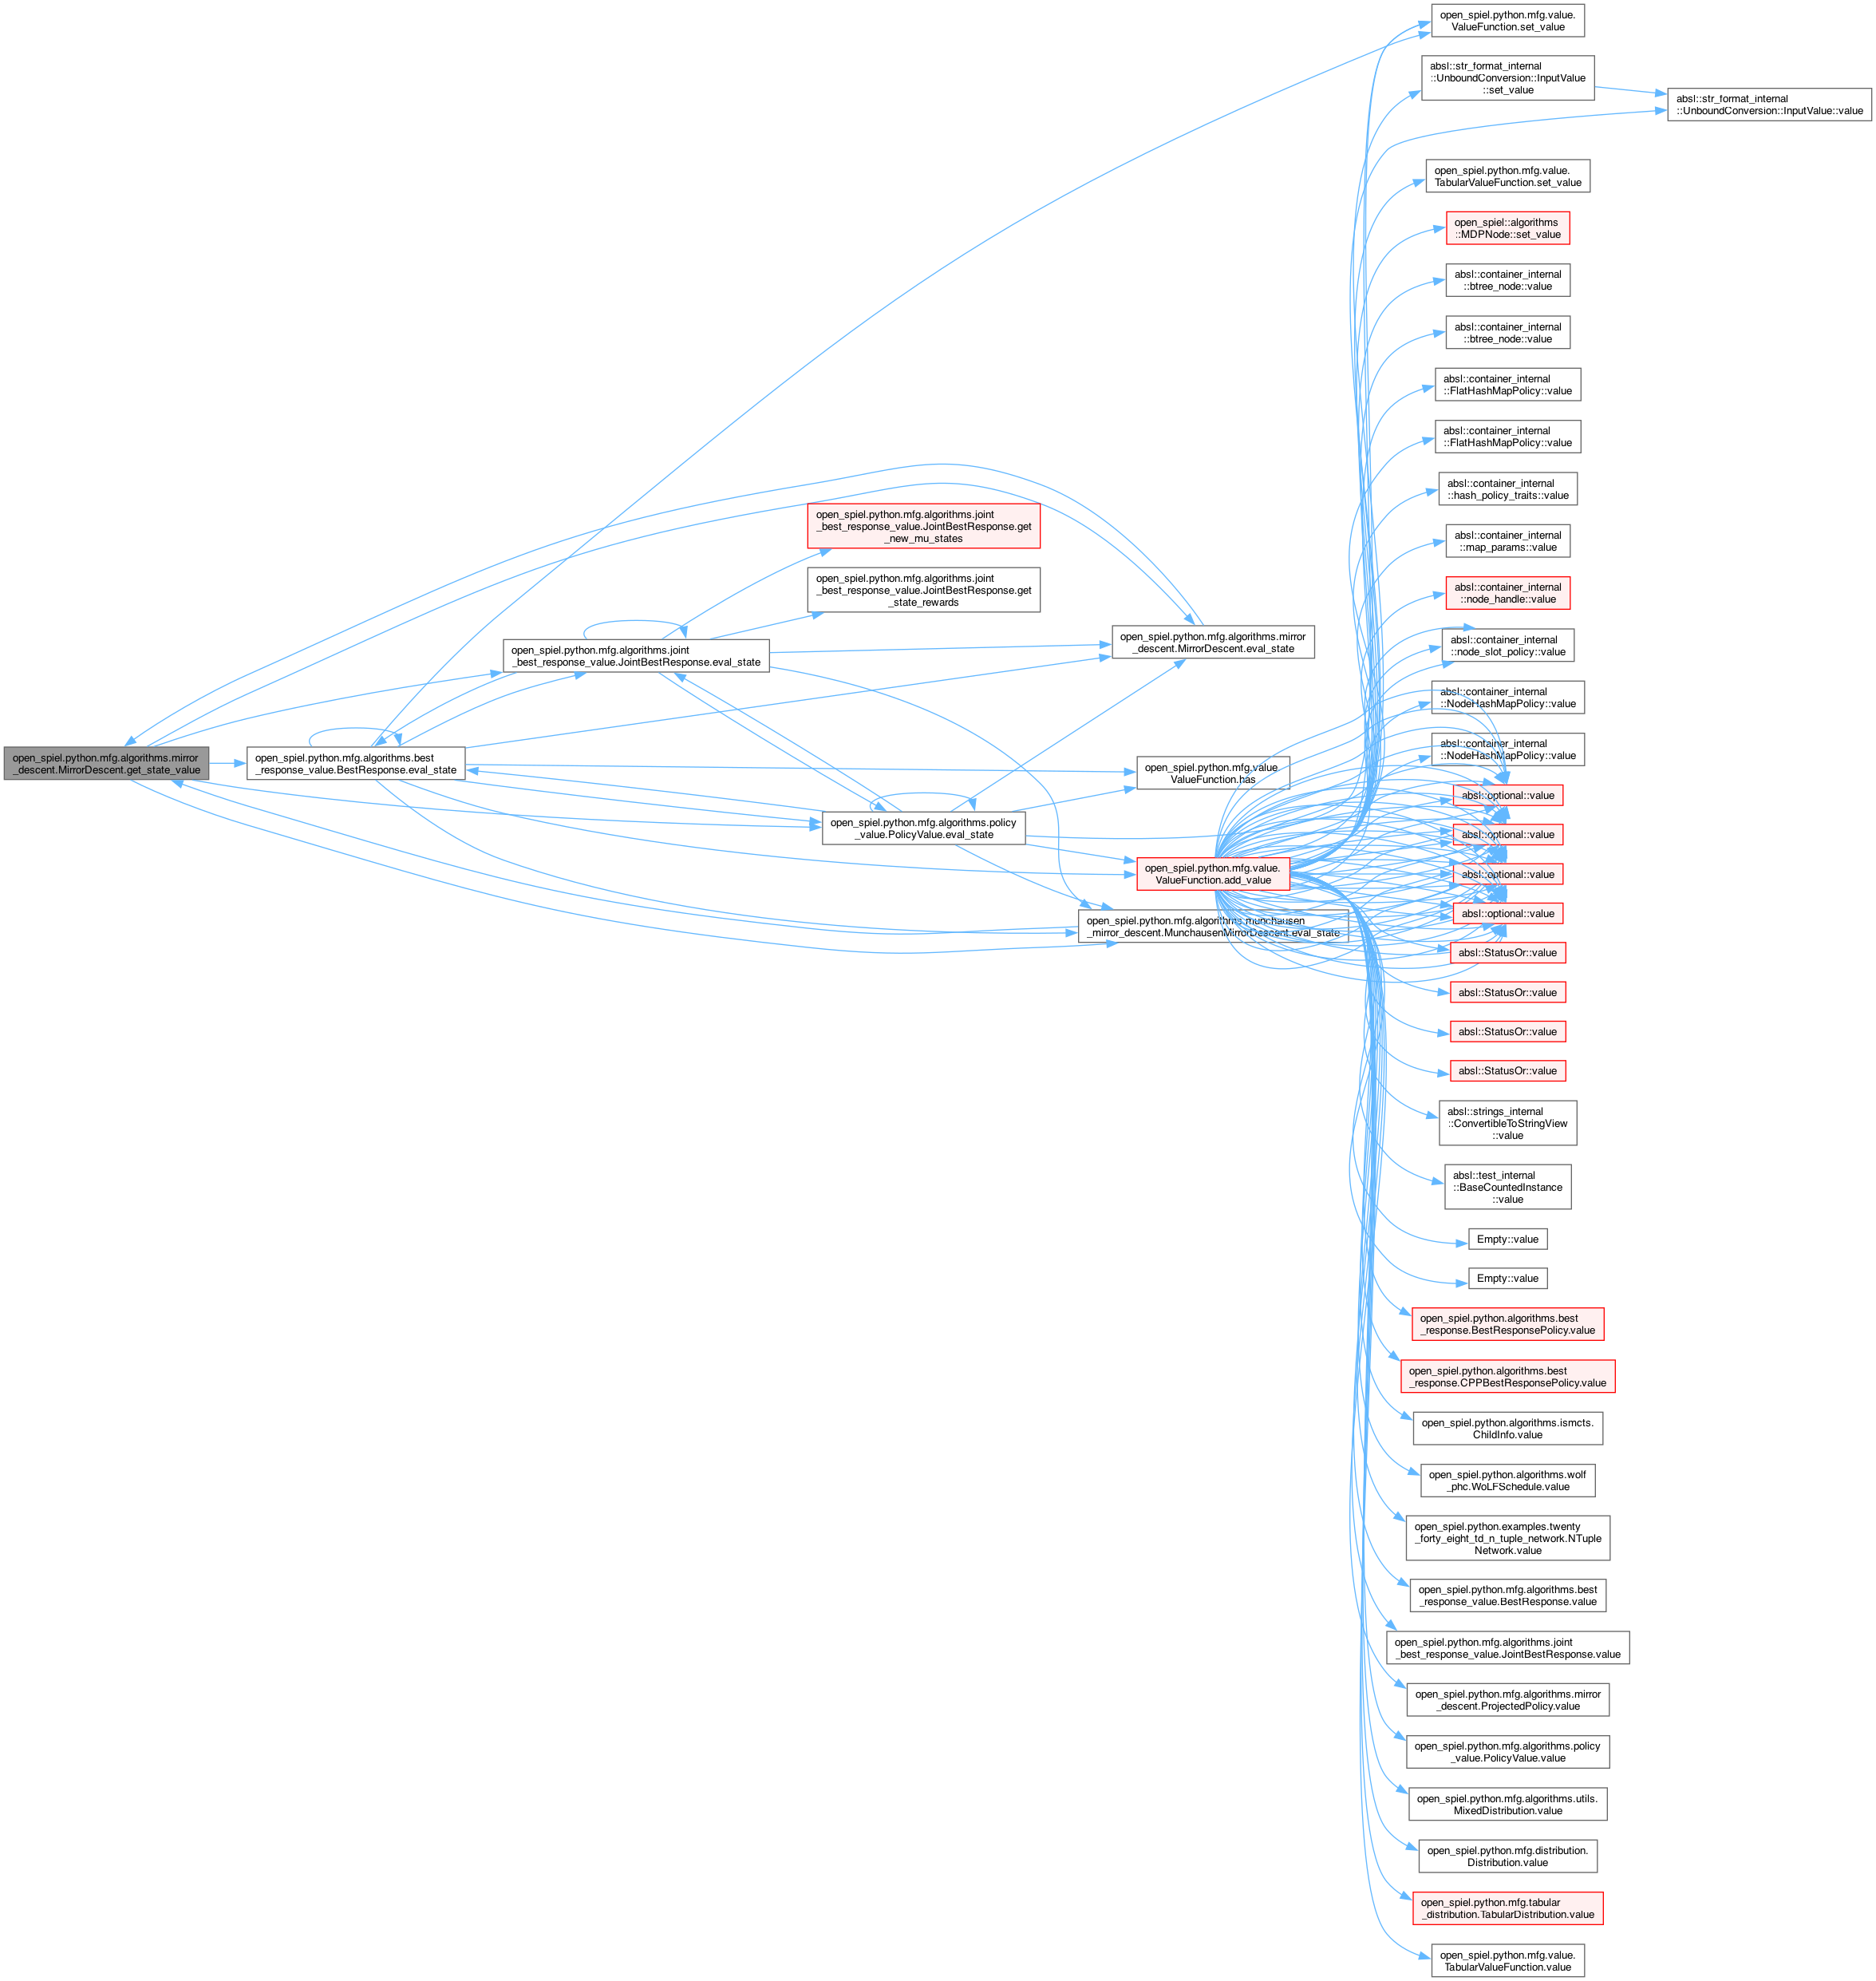 open_spiel.python.mfg.algorithms.mirror
_descent.MirrorDescent.get_state_value
open_spiel.python.mfg.algorithms.best
_response_value.BestResponse.eval_state
open_spiel.python.mfg.algorithms.joint
_best_response_value.JointBestResponse.eval_state
open_spiel.python.mfg.algorithms.joint
_best_response_value.JointBestResponse.get
_new_mu_states
open_spiel.python.mfg.algorithms.joint
_best_response_value.JointBestResponse.get
_state_rewards
open_spiel.python.mfg.algorithms.policy
_value.PolicyValue.eval_state
open_spiel.python.mfg.algorithms.mirror
_descent.MirrorDescent.eval_state
open_spiel.python.mfg.value.
ValueFunction.has
open_spiel.python.mfg.value.
ValueFunction.add_value
open_spiel.python.mfg.algorithms.munchausen
_mirror_descent.MunchausenMirrorDescent.eval_state
open_spiel.python.mfg.value.
ValueFunction.set_value
absl::str_format_internal
::UnboundConversion::InputValue
::set_value
absl::str_format_internal
::UnboundConversion::InputValue::value
open_spiel.python.mfg.value.
TabularValueFunction.set_value
open_spiel::algorithms
::MDPNode::set_value
absl::container_internal
::btree_node::value
absl::container_internal
::btree_node::value
absl::container_internal
::FlatHashMapPolicy::value
absl::container_internal
::FlatHashMapPolicy::value
absl::container_internal
::hash_policy_traits::value
absl::container_internal
::map_params::value
absl::container_internal
::node_handle::value
absl::container_internal
::node_slot_policy::value
absl::container_internal
::NodeHashMapPolicy::value
absl::container_internal
::NodeHashMapPolicy::value
absl::optional::value
absl::optional::value
absl::optional::value
absl::optional::value
absl::StatusOr::value
absl::StatusOr::value
absl::StatusOr::value
absl::StatusOr::value
absl::strings_internal
::ConvertibleToStringView
::value
absl::test_internal
::BaseCountedInstance
::value
Empty::value
Empty::value
open_spiel.python.algorithms.best
_response.BestResponsePolicy.value
open_spiel.python.algorithms.best
_response.CPPBestResponsePolicy.value
open_spiel.python.algorithms.ismcts.
ChildInfo.value
open_spiel.python.algorithms.wolf
_phc.WoLFSchedule.value
open_spiel.python.examples.twenty
_forty_eight_td_n_tuple_network.NTuple
Network.value
open_spiel.python.mfg.algorithms.best
_response_value.BestResponse.value
open_spiel.python.mfg.algorithms.joint
_best_response_value.JointBestResponse.value
open_spiel.python.mfg.algorithms.mirror
_descent.ProjectedPolicy.value
open_spiel.python.mfg.algorithms.policy
_value.PolicyValue.value
open_spiel.python.mfg.algorithms.utils.
MixedDistribution.value
open_spiel.python.mfg.distribution.
Distribution.value
open_spiel.python.mfg.tabular
_distribution.TabularDistribution.value
open_spiel.python.mfg.value.
TabularValueFunction.value